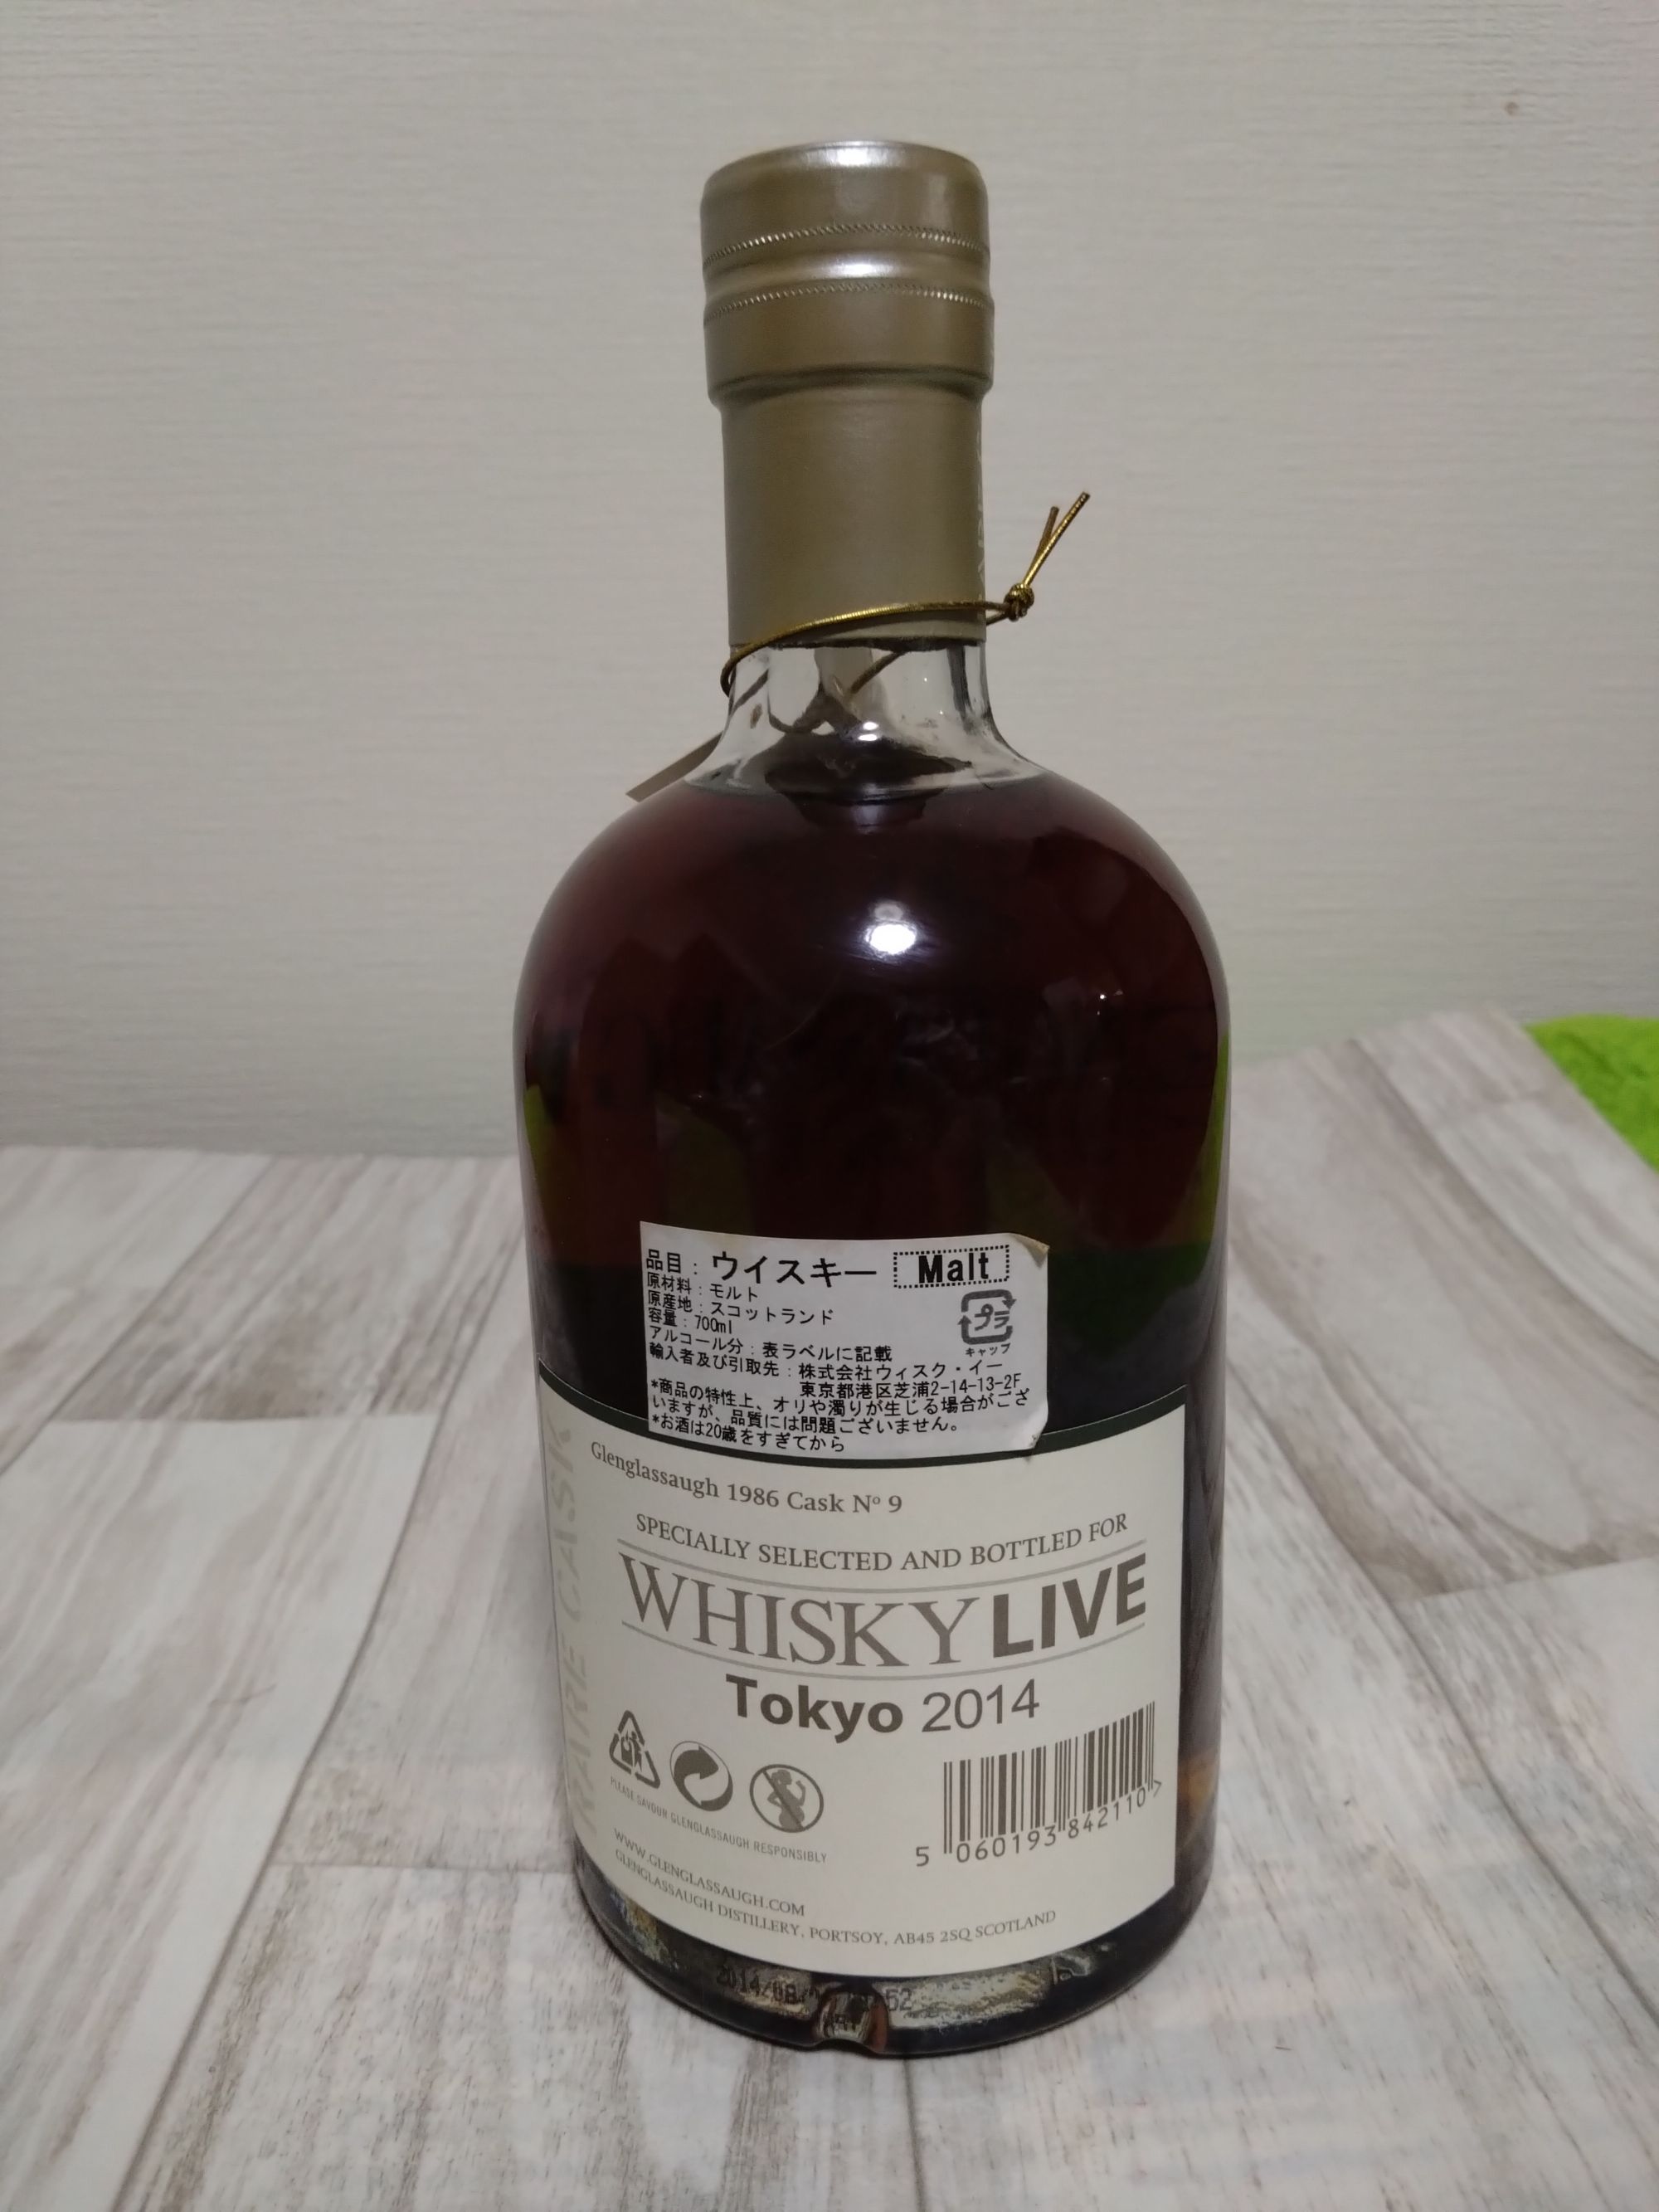 品目：ウイスキー Malt
原材料：モルト
原産地：スコットランド
容量：700ml
アルコール分：表ラベルに記載
プラ
キャップ
輸入者及び引取先：株式会社ウィスク・イー
東京都港区芝浦2-14-13-2F
*商品の特性上、オリや濁りが生じる場合がござ
いますが、品質には問題ございません。
*お酒は20歳をすぎてから
RARE CASK
Glenglassaugh 1986 Cask Nº 9
SPECIALLY SELECTED AND BOTTLED FOR
WHISKY LIVE
Tokyo 2014
PLEASE SAVOUR GLENGLASSAUGH RESPONSIBLY
5 060193 842110 >
WWW.GLENGLASSAUGH.COM
GLENGLASSAUGH DISTILLERY, PORTSOY, AB45 2SQ SCOTLAND